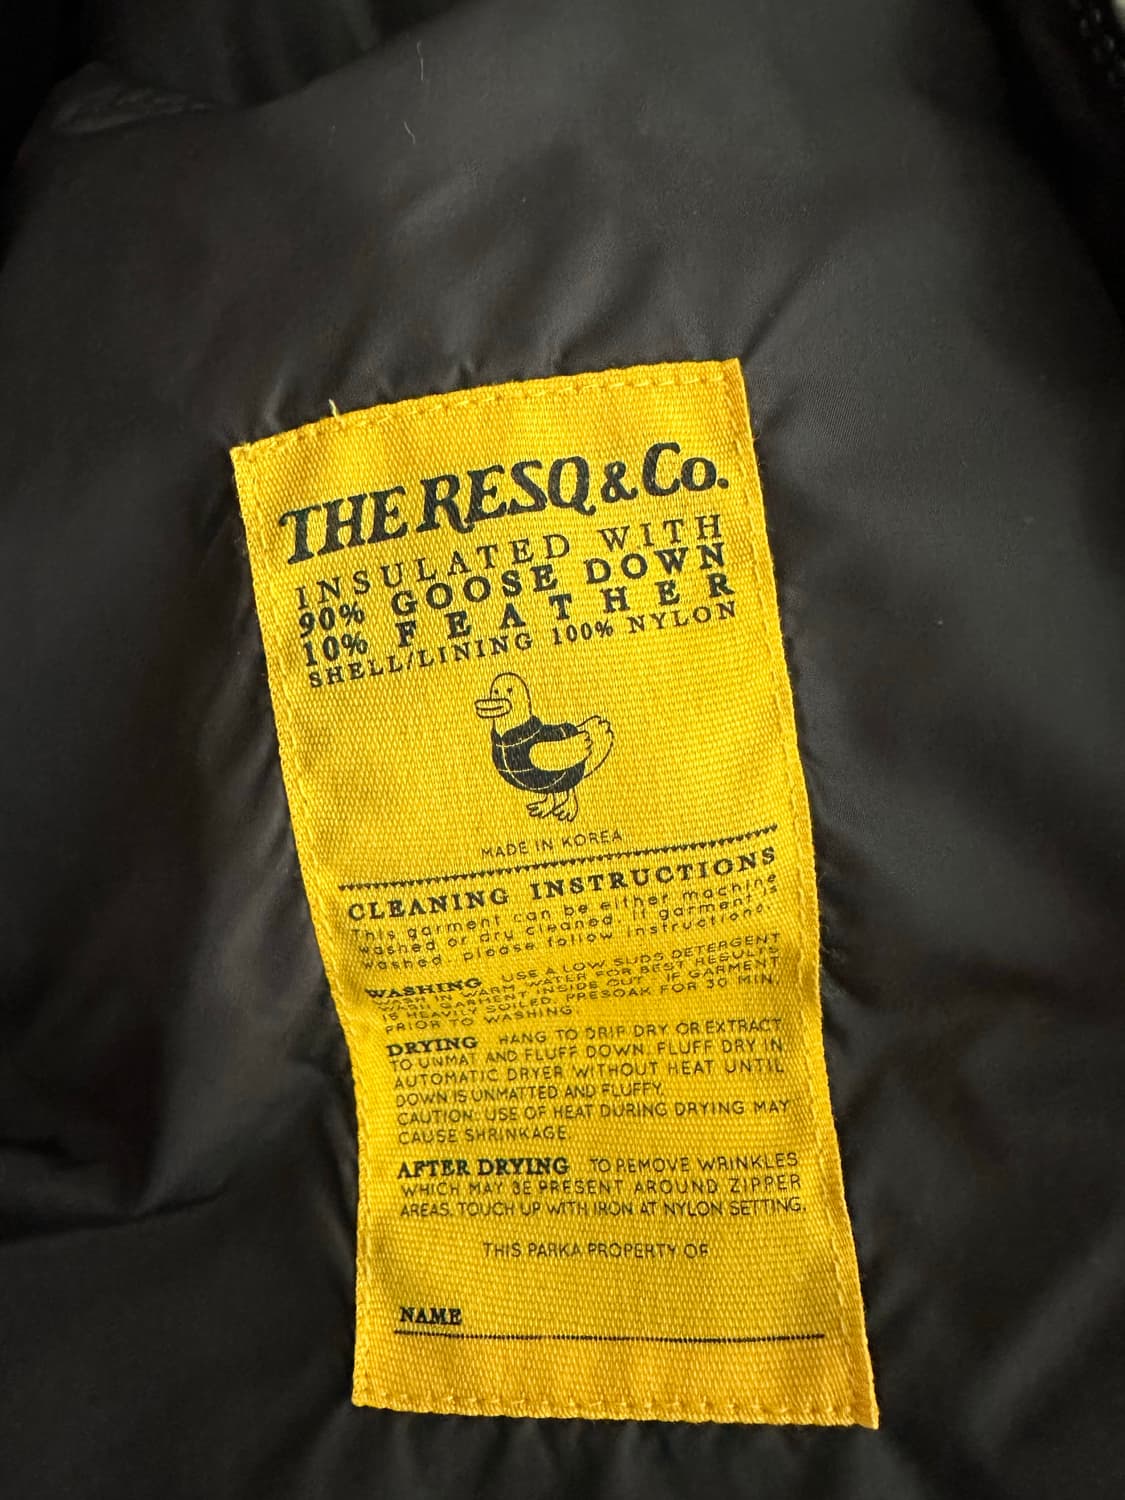 THE RESQ & Co.
INSULATED WITH
90% GOOSE DOWN
10% FEATHER
SHELL/LINING 100% NYLON
MADE IN KOREA
CLEANING INSTRUCTIONS
This garment can be either machine
washed or dry cleaned. If garment is
washed, please follow instructions.
WASHING USE A LOW SUDS DETERGENT
WASH IN WARM WATER FOR BEST RESULTS
WASH GARMENT INSIDE OUT. IF GARMENT
IS HEAVILY SOILED, PRESOAK FOR 30 MIN.
PRIOR TO WASHING.
DRYING HANG TO DRIP DRY OR EXTRACT
TO UNMAT AND FLUFF DOWN, FLUFF DRY IN
AUTOMATIC DRYER WITHOUT HEAT UNTIL
DOWN IS UNMATTED AND FLUFFY.
CAUTION: USE OF HEAT DURING DRYING MAY
CAUSE SHRINKAGE.
AFTER DRYING TO REMOVE WRINKLES
WHICH MAY BE PRESENT AROUND ZIPPER
AREAS, TOUCH UP WITH IRON AT NYLON SETTING.
THIS PARKA PROPERTY OF
NAME